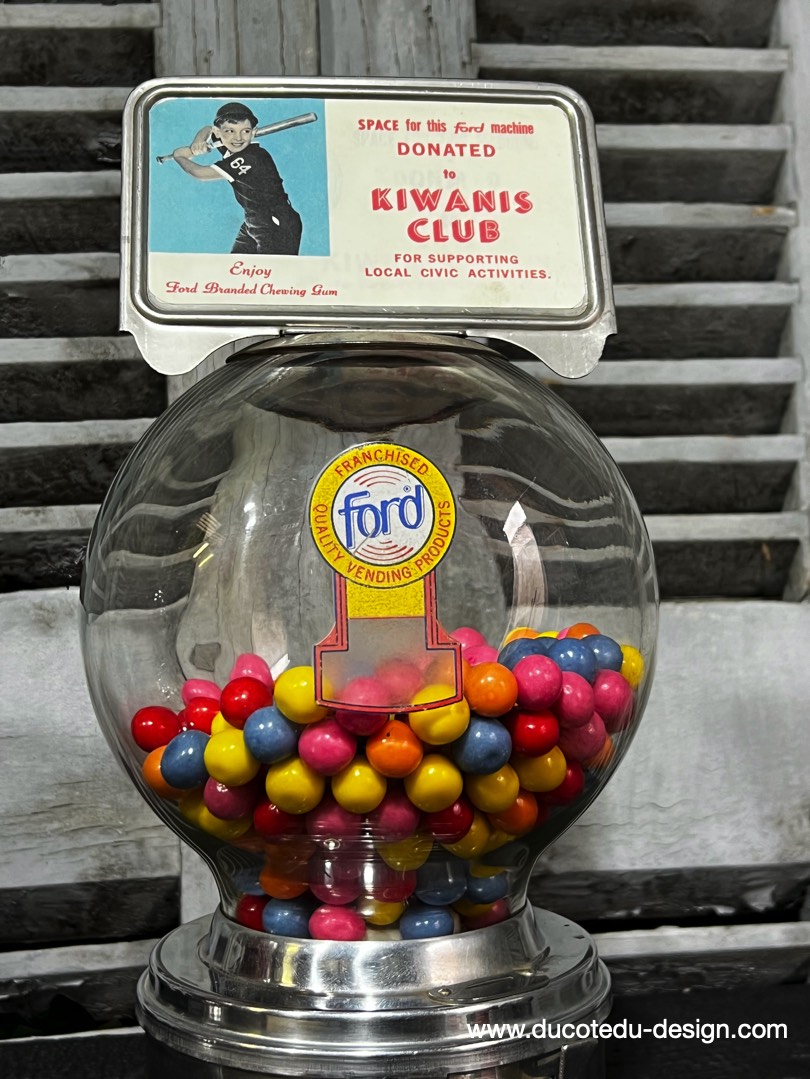 64
SPACE for this ford machine
DONATED
to
KIWANIS
CLUB
FOR SUPPORTING
LOCAL CIVIC ACTIVITIES.
Enjoy
Ford Branded Chewing Gum
FRANCHISED
ford
QUALITY VENDING PRODUCTS
www.ducotedu-design.com